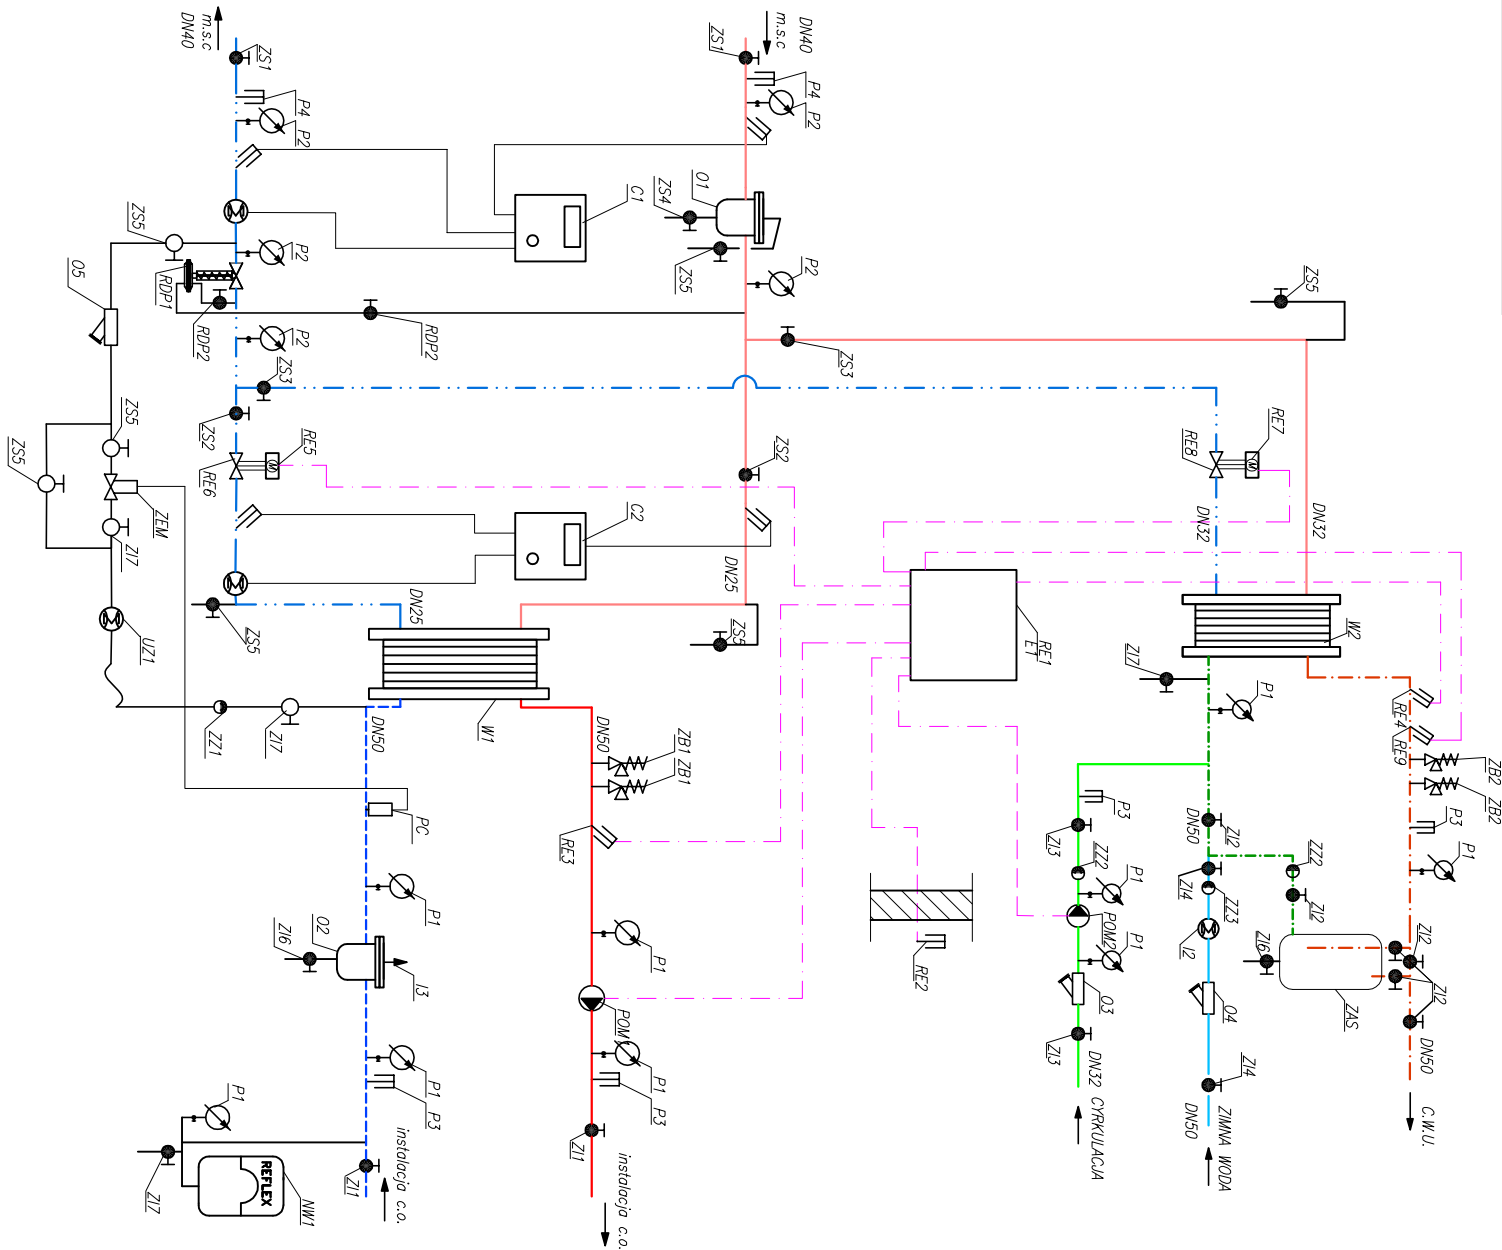 m.s.c
DN40
ZS1
P4
P2
m.s.c
DN40
ZS1
P4
P2
C1
O1
ZS4
ZS5
P2
ZS5
P2
RDP1
RDP2
RDP2
P2
ZS3
ZS3
ZS5
O5
ZS5
ZS5
ZEM
ZI7
UZ1
ZZ1
ZI7
ZS2
RE5
RE6
ZS2
C2
DN25
DN25
ZS5
ZS5
W1
DN50
DN50
ZB1
ZB1
RE3
PC
P1
O2
ZI6
I3
P1
P3
P1
ZI7
REFLEX
NW1
ZI1
instalacja c.o.
P1
POM1
P1
P3
ZI1
instalacja c.o.
RE1
E1
RE2
RE7
RE8
DN32
DN32
W2
ZI7
P1
RE4
RE9
ZB2
ZB2
P3
P1
P3
ZI3
ZZ2
P1
POM2
P1
O3
ZI3
DN32
CYRKULACJA
DN50
ZI2
ZI4
ZZ3
I2
O4
ZI4
DN50
ZIMNA WODA
ZZ2
ZI2
ZI6
ZAS
ZI2
ZI2
DN50
C.W.U.